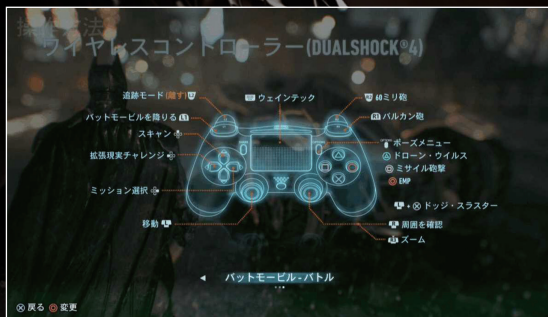 操作方法
ワイヤレスコントローラー(DUALSHOCK®4)
追跡モード (離す) L2
バットモービルを降りる L1
スキャン
拡張現実チャレンジ
ミッション選択
移動
ウェインテック
R2 60ミリ砲
R1 バルカン砲
ポーズメニュー
ドローン・ウイルス
ミサイル砲撃
EMP
L + ⊗ ドッジ・スラスター
R 周囲を確認
R3 ズーム
バットモービル - バトル
⊗ 戻る ◎ 変更